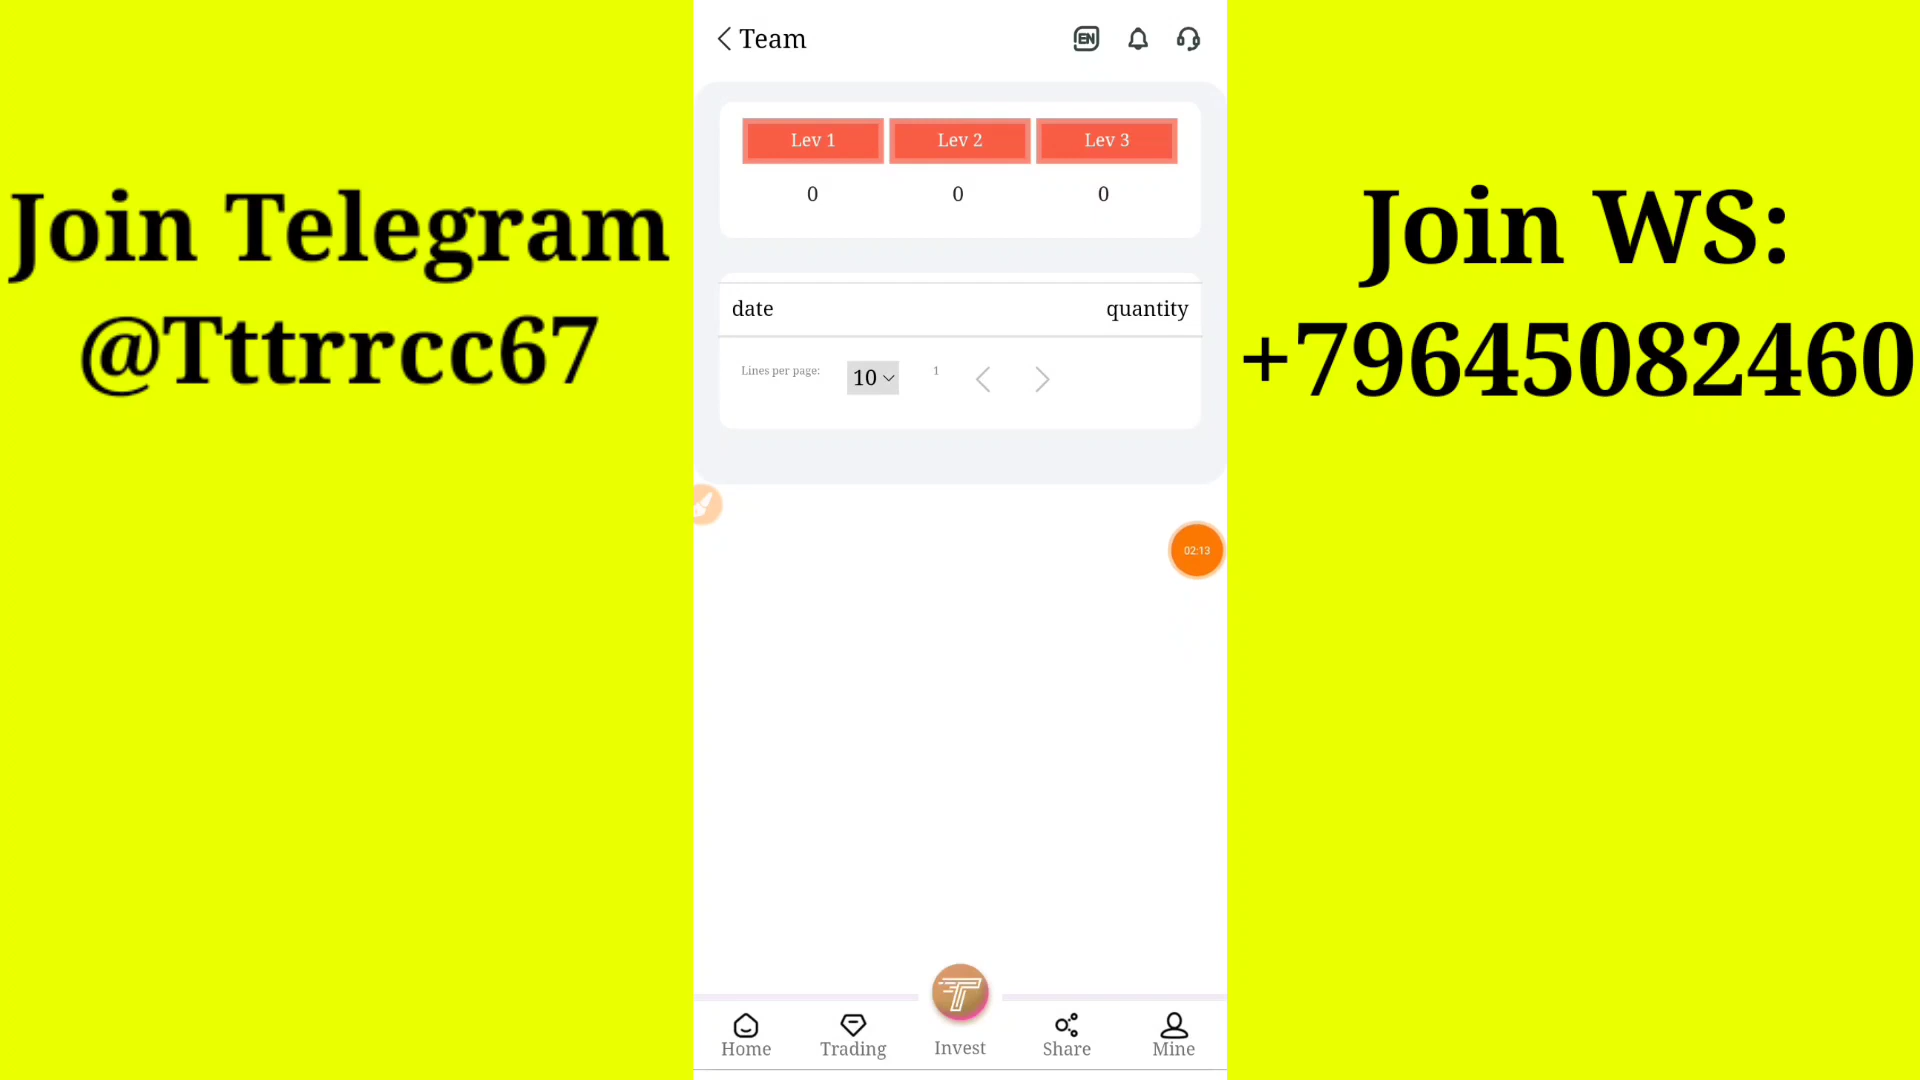 Join Telegram
@Tttrrcc67
Team
EN
Lev 1 Lev 2 Lev 3
0 0 0
date quantity
Lines per page: 10 1
02:13
Home Trading Invest Share Mine
Join WS:
+79645082460